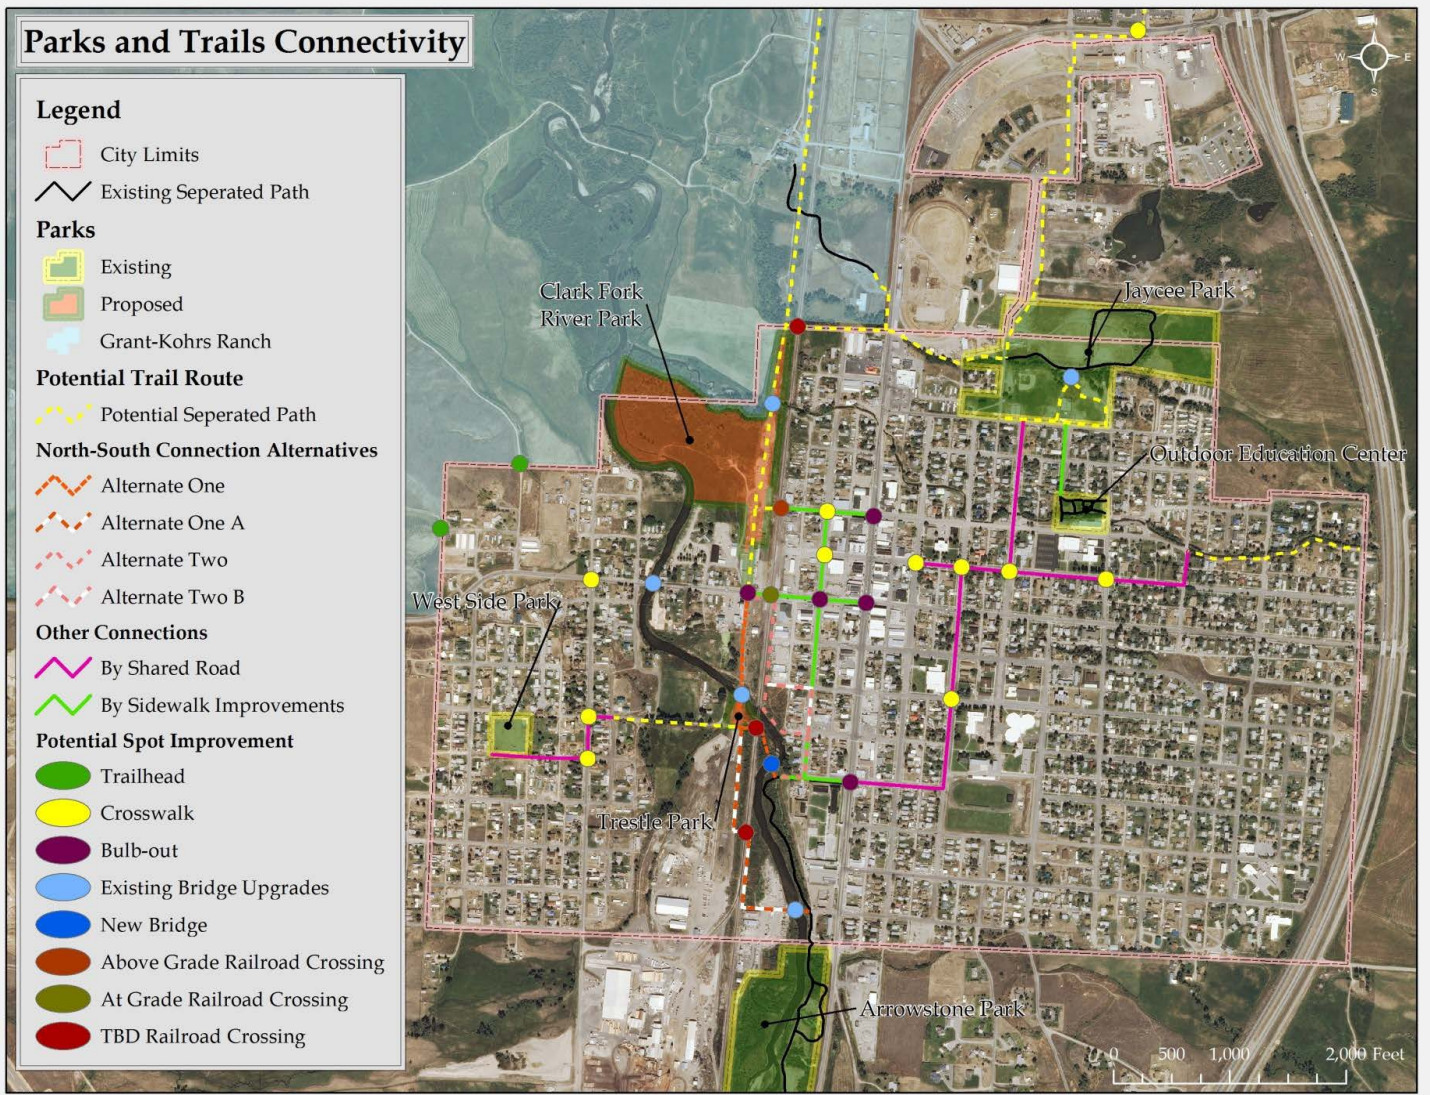 Parks and Trails Connectivity
Legend
City Limits
Existing Seperated Path
Parks
Existing
Proposed
Grant-Kohrs Ranch
Potential Trail Route
Potential Seperated Path
North-South Connection Alternatives
Alternate One
Alternate One A
Alternate Two
Alternate Two B
Other Connections
By Shared Road
By Sidewalk Improvements
Potential Spot Improvement
Trailhead
Crosswalk
Bulb-out
Existing Bridge Upgrades
New Bridge
Above Grade Railroad Crossing
At Grade Railroad Crossing
TBD Railroad Crossing
W E
S
Clark Fork
River Park
Jaycee Park
Outdoor Education Center
West Side Park
Trestle Park
Arrowstone Park
0 500 1,000 2,000 Feet